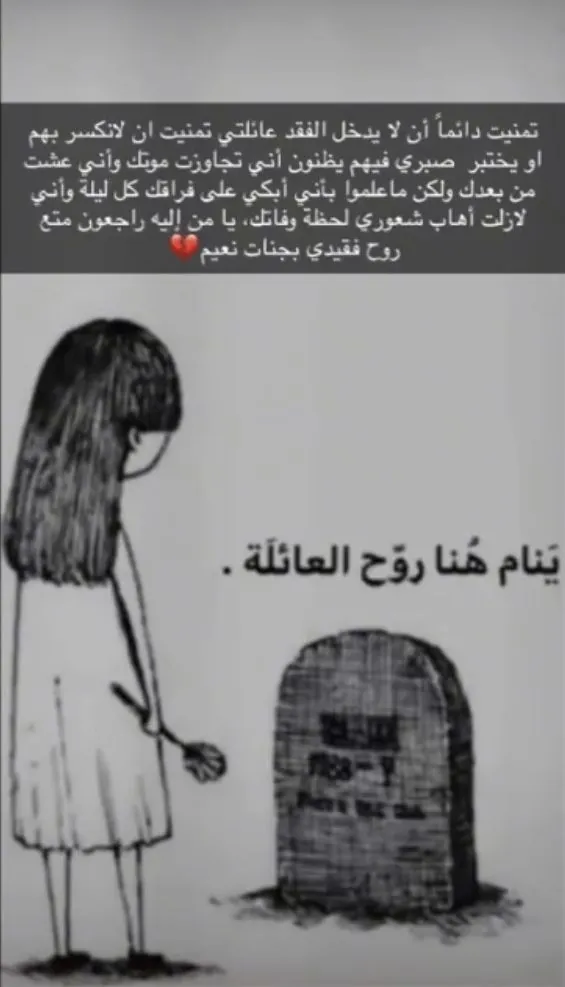 تمنيت دائماً أن لا يدخل الفقد عائلتي تمنيت ان لانكسر بهم
او يختبر صبري فيهم يظنون أني تجاوزت موتك وأني عشت
من بعدك ولكن ماعلموا بأني أبكي على فراقك كل ليلة وأني
لازلت أهاب شعوري لحظة وفاتك، يا من إليه راجعون متع
روح فقيدي بجنات نعيم💔
يَنام هُنا روّح العائلَة .